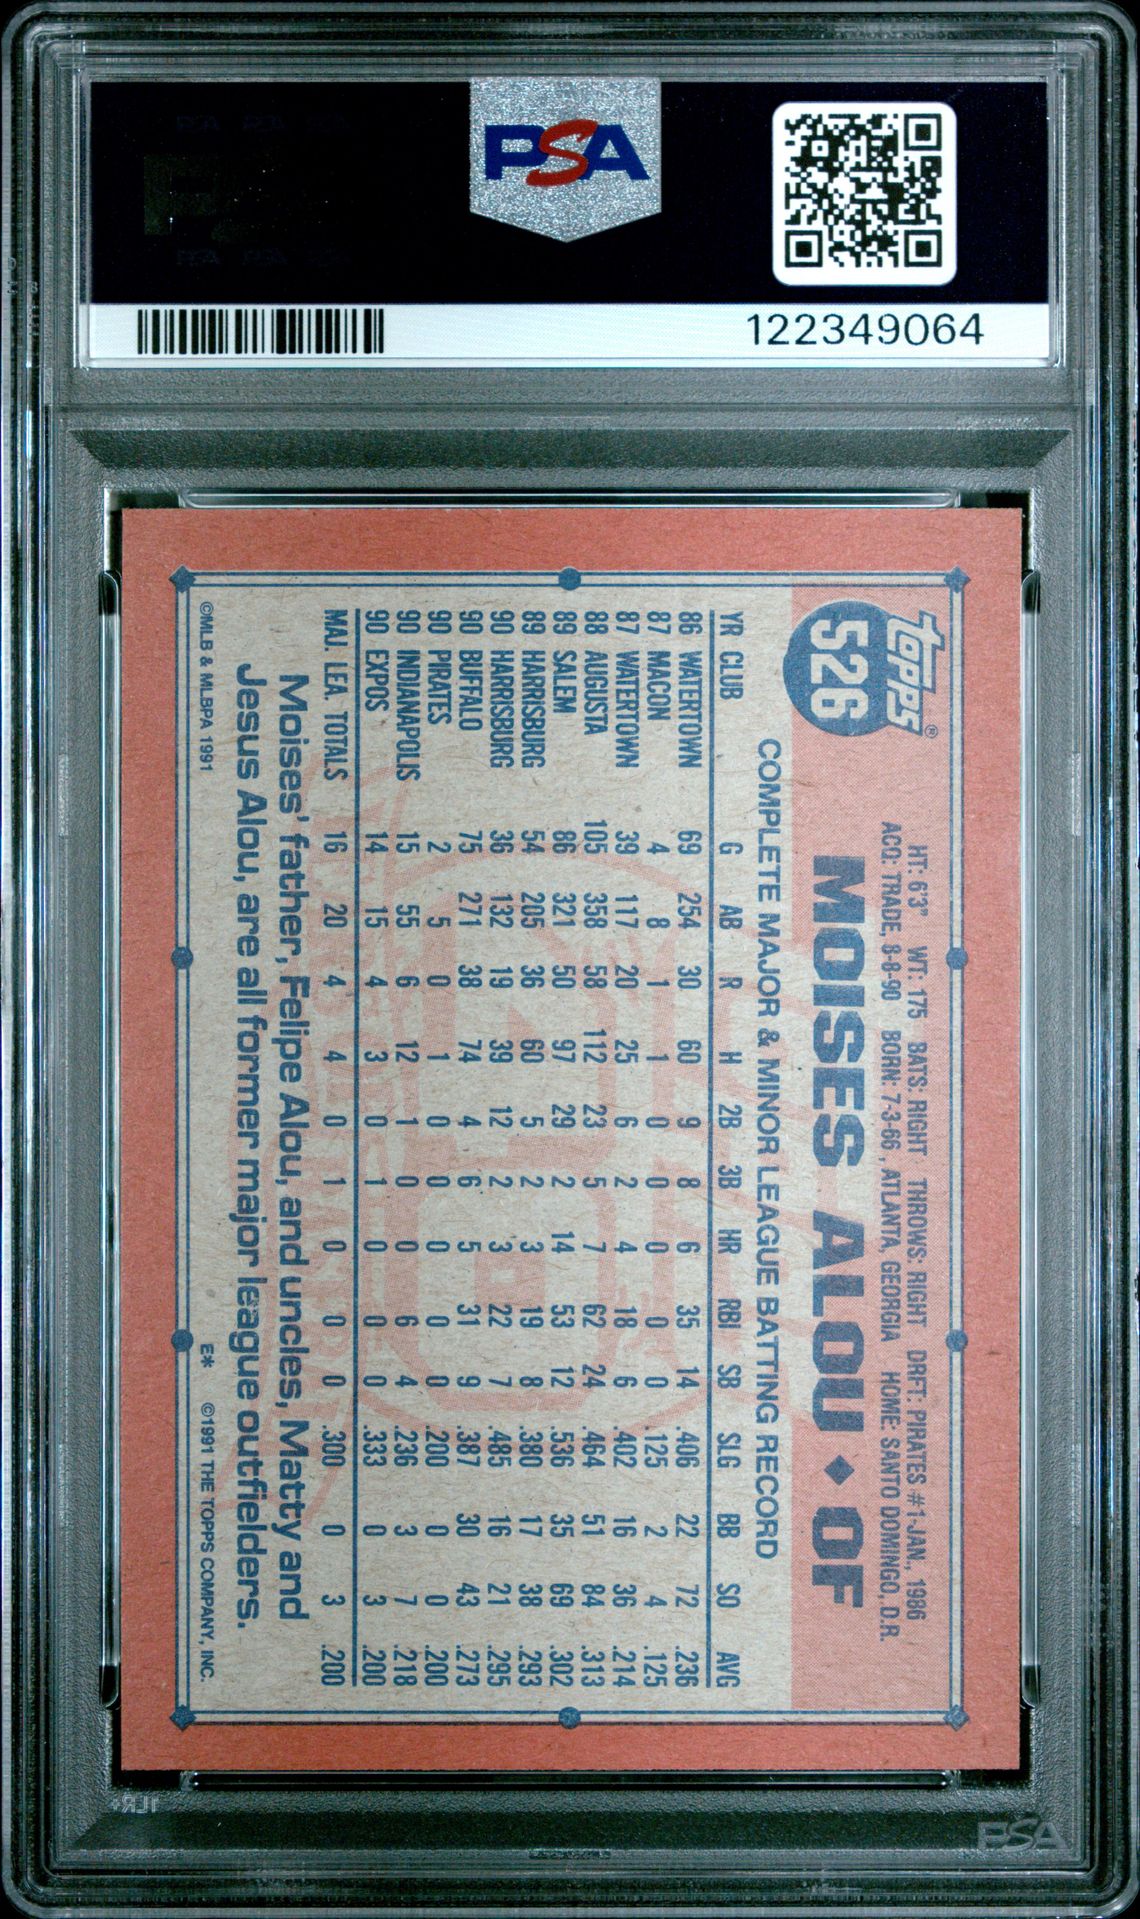 PSA
122349064
topps®
526
HT: 6'3" WT: 175 BATS: RIGHT THROWS: RIGHT DRFT: PIRATES #1-JAN., 1986
ACQ: TRADE, 8-8-90 BORN: 7-3-66, ATLANTA, GEORGIA HOME: SANTO DOMINGO, D.R.
MOISES ALOU ◆ OF
COMPLETE MAJOR & MINOR LEAGUE BATTING RECORD
YR CLUB G AB R H 2B 3B HR RBI SB SLG BB SO AVG
86 WATERTOWN 69 254 30 60 9 8 6 35 14 .406 22 72 .236
87 MACON 4 8 1 1 0 0 0 0 0 .125 2 4 .125
87 WATERTOWN 39 117 20 25 6 2 4 18 6 .402 16 36 .214
88 AUGUSTA 105 358 58 112 23 5 7 62 24 .464 51 84 .313
89 SALEM 86 321 50 97 29 2 14 53 12 .536 35 69 .302
89 HARRISBURG 54 205 36 60 5 2 3 19 8 .380 17 38 .293
90 HARRISBURG 36 132 19 39 12 2 3 22 7 .485 16 21 .295
90 BUFFALO 75 271 38 74 4 6 5 31 9 .387 30 43 .273
90 PIRATES 2 5 0 1 0 0 0 0 0 .200 0 0 .200
90 INDIANAPOLIS 15 55 6 12 1 0 0 6 4 .236 3 7 .218
90 EXPOS 14 15 4 3 0 1 0 0 0 .333 0 3 .200
MAJ. LEA. TOTALS 16 20 4 4 0 1 0 0 0 .300 0 3 .200
Moises' father, Felipe Alou, and uncles, Matty and
Jesus Alou, are all former major league outfielders.
©MLB & MLBPA 1991 E* ©1991 THE TOPPS COMPANY, INC.
PSA